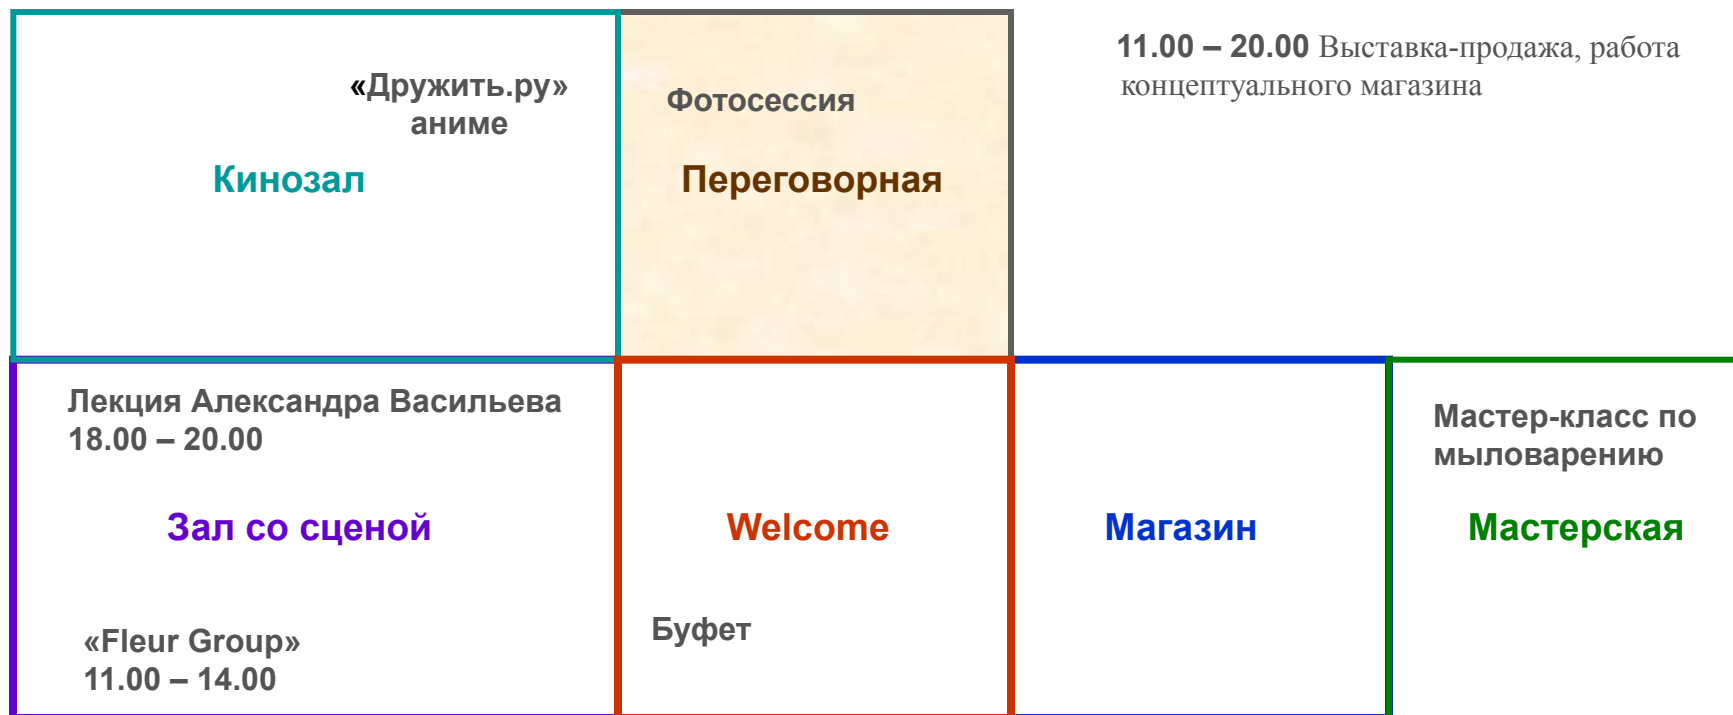 «Дружить.ру»
аниме
Кинозал
Фотосессия
Переговорная
11.00 – 20.00 Выставка-продажа, работа
концептуального магазина
Лекция Александра Васильева
18.00 – 20.00
Зал со сценой
«Fleur Group»
11.00 – 14.00
Welcome
Буфет
Магазин
Мастер-класс по
мыловарению
Мастерская